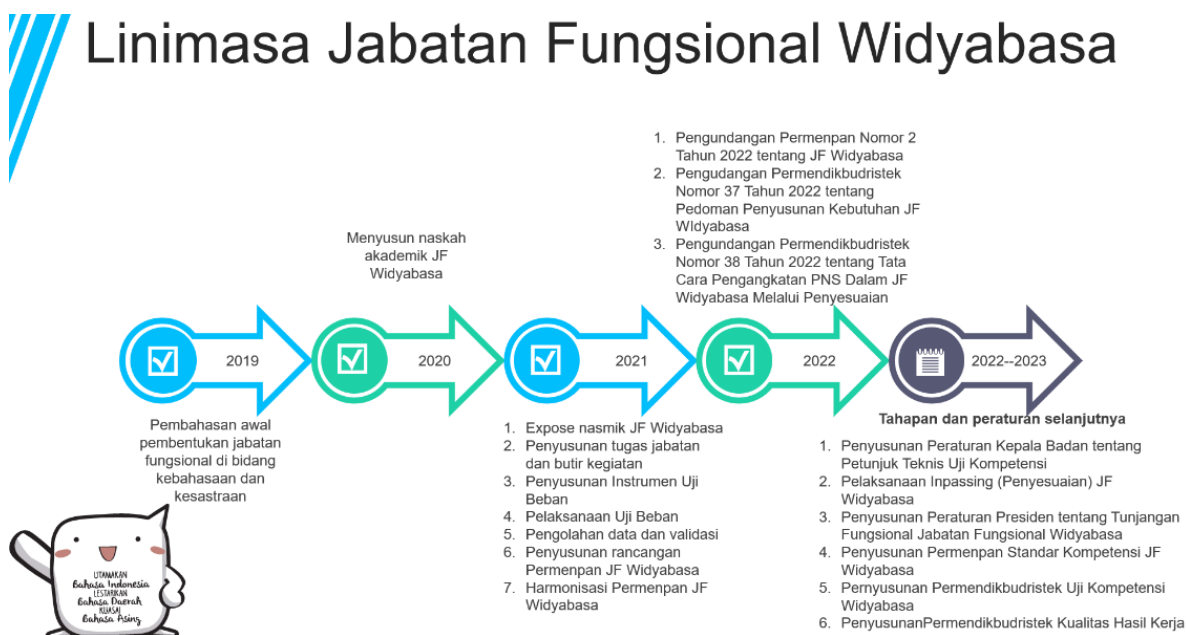 Linimasa Jabatan Fungsional Widyabasa
1. Pengundangan Permenpan Nomor 2
Tahun 2022 tentang JF Widyabasa
2. Pengudangan Permendikbudristek
Nomor 37 Tahun 2022 tentang
Pedoman Penyusunan Kebutuhan JF
WIdyabasa
3. Pengundangan Permendikbudristek
Nomor 38 Tahun 2022 tentang Tata
Cara Pengangkatan PNS Dalam JF
Widyabasa Melalui Penyesuaian
Menyusun naskah
akademik JF
Widyabasa
2019
2020
2021
2022
2022--2023
Pembahasan awal
pembentukan jabatan
fungsional di bidang
kebahasaan dan
kesastraan
1. Expose nasmik JF Widyabasa
2. Penyusunan tugas jabatan
dan butir kegiatan
3. Penyusunan Instrumen Uji
Beban
4. Pelaksanaan Uji Beban
5. Pengolahan data dan validasi
6. Penyusunan rancangan
Permenpan JF Widyabasa
7. Harmonisasi Permenpan JF
Widyabasa
Tahapan dan peraturan selanjutnya
1. Penyusunan Peraturan Kepala Badan tentang
Petunjuk Teknis Uji Kompetensi
2. Pelaksanaan Inpassing (Penyesuaian) JF
Widyabasa
3. Penyusunan Peraturan Presiden tentang Tunjangan
Fungsional Jabatan Fungsional Widyabasa
4. Penyusunan Permenpan Standar Kompetensi JF
Widyabasa
5. Pernyusunan Permendikbudristek Uji Kompetensi
Widyabasa
6. PenyusunanPermendikbudristek Kualitas Hasil Kerja
UTAMAKAN
Bahasa Indonesia
LESTARIKAN
Bahasa Daerah
KUASAI
Bahasa Asing